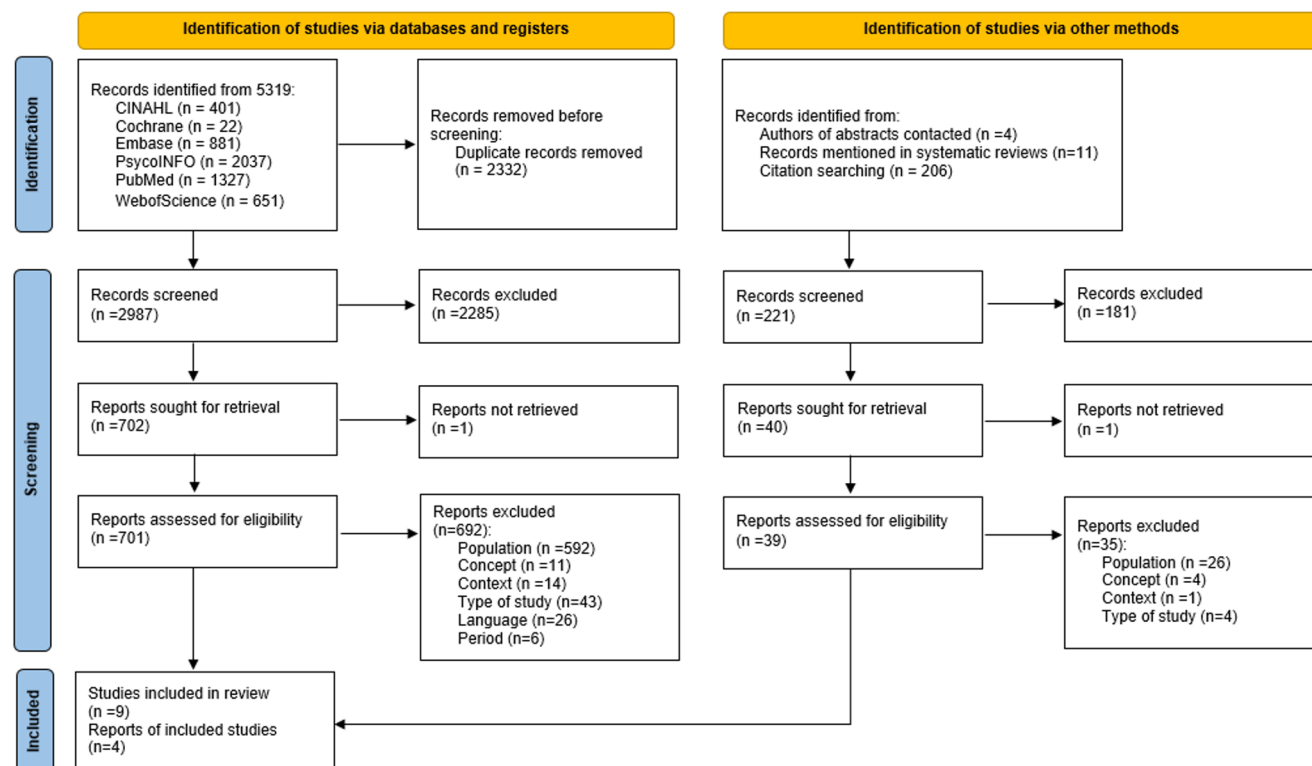 Identification of studies via databases and registers
Identification of studies via other methods
Identification
Records identified from 5319:
CINAHL (n = 401)
Cochrane (n = 22)
Embase (n = 881)
PsycoINFO (n = 2037)
PubMed (n = 1327)
WebofScience (n = 651)
Records removed before
screening:
Duplicate records removed
(n = 2332)
Records identified from:
Authors of abstracts contacted (n =4)
Records mentioned in systematic reviews (n=11)
Citation searching (n = 206)
Screening
Records screened
(n =2987)
Records excluded
(n =2285)
Records screened
(n =221)
Records excluded
(n =181)
Reports sought for retrieval
(n =702)
Reports not retrieved
(n =1)
Reports sought for retrieval
(n =40)
Reports not retrieved
(n =1)
Reports assessed for eligibility
(n =701)
Reports excluded
(n=692):
Population (n =592)
Concept (n =11)
Context (n =14)
Type of study (n=43)
Language (n=26)
Period (n=6)
Reports assessed for eligibility
(n =39)
Reports excluded
(n=35):
Population (n =26)
Concept (n =4)
Context (n =1)
Type of study (n=4)
Included
Studies included in review
(n =9)
Reports of included studies
(n=4)